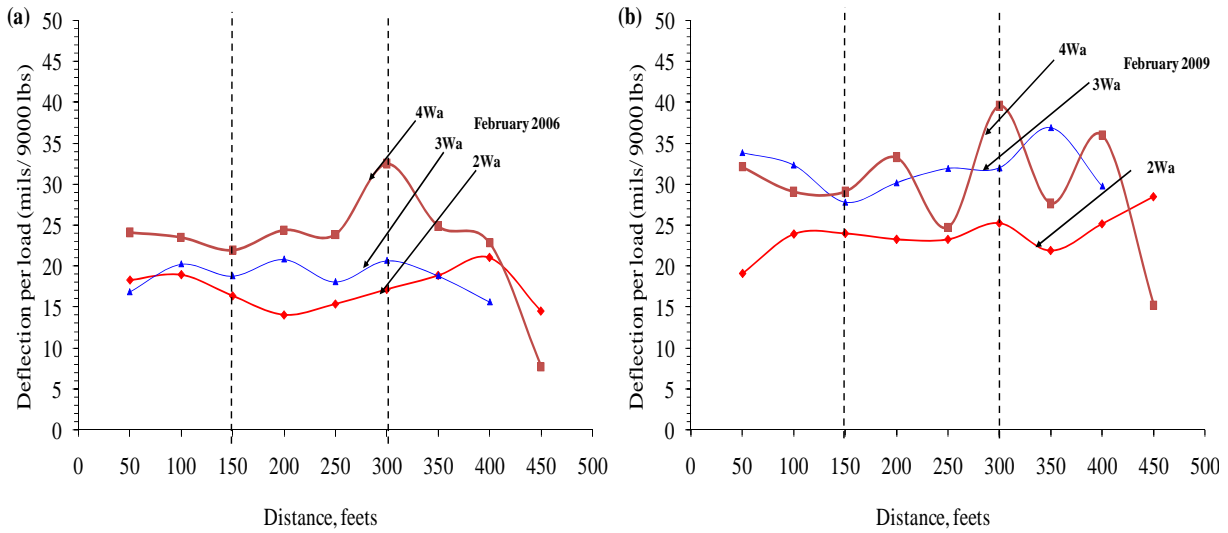 (a)
Deflection per load (mils/ 9000 lbs)
50
45
40
35
30
25
20
15
10
5
0
4Wa
February 2006
3Wa
2Wa
0 50 100 150 200 250 300 350 400 450 500
Distance, feets
(b)
Deflection per load (mils/ 9000 lbs)
50
45
40
35
30
25
20
15
10
5
0
4Wa
February 2009
3Wa
2Wa
0 50 100 150 200 250 300 350 400 450 500
Distance, feets